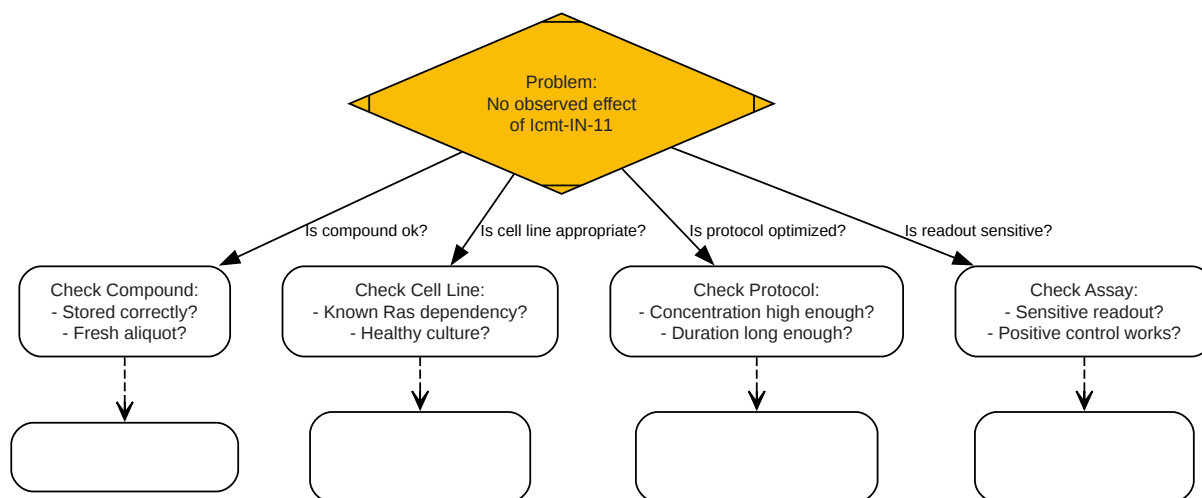 Problem:
No observed effect
of Icmt-IN-11
Is compound ok?
Is cell line appropriate?
Is protocol optimized?
Is readout sensitive?
Check Compound:
- Stored correctly?
- Fresh aliquot?
Check Cell Line:
- Known Ras dependency?
- Healthy culture?
Check Protocol:
- Concentration high enough?
- Duration long enough?
Check Assay:
- Sensitive readout?
- Positive control works?